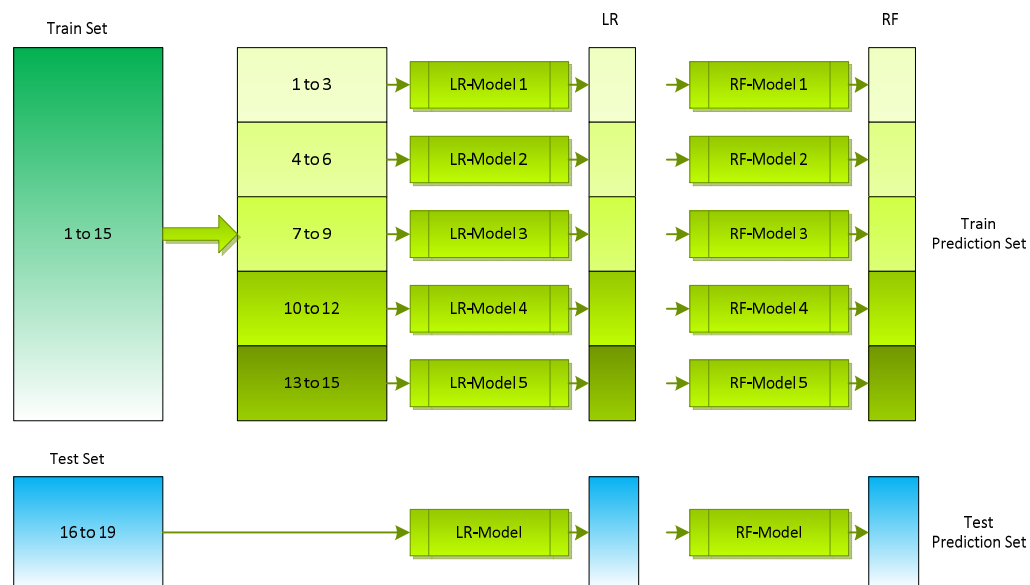 LR
RF
Train Set
1 to 3
LR-Model 1
RF-Model 1
4 to 6
LR-Model 2
RF-Model 2
1 to 15
7 to 9
LR-Model 3
RF-Model 3
Train
Prediction Set
10 to 12
LR-Model 4
RF-Model 4
13 to 15
LR-Model 5
RF-Model 5
Test Set
16 to 19
LR-Model
RF-Model
Test
Prediction Set